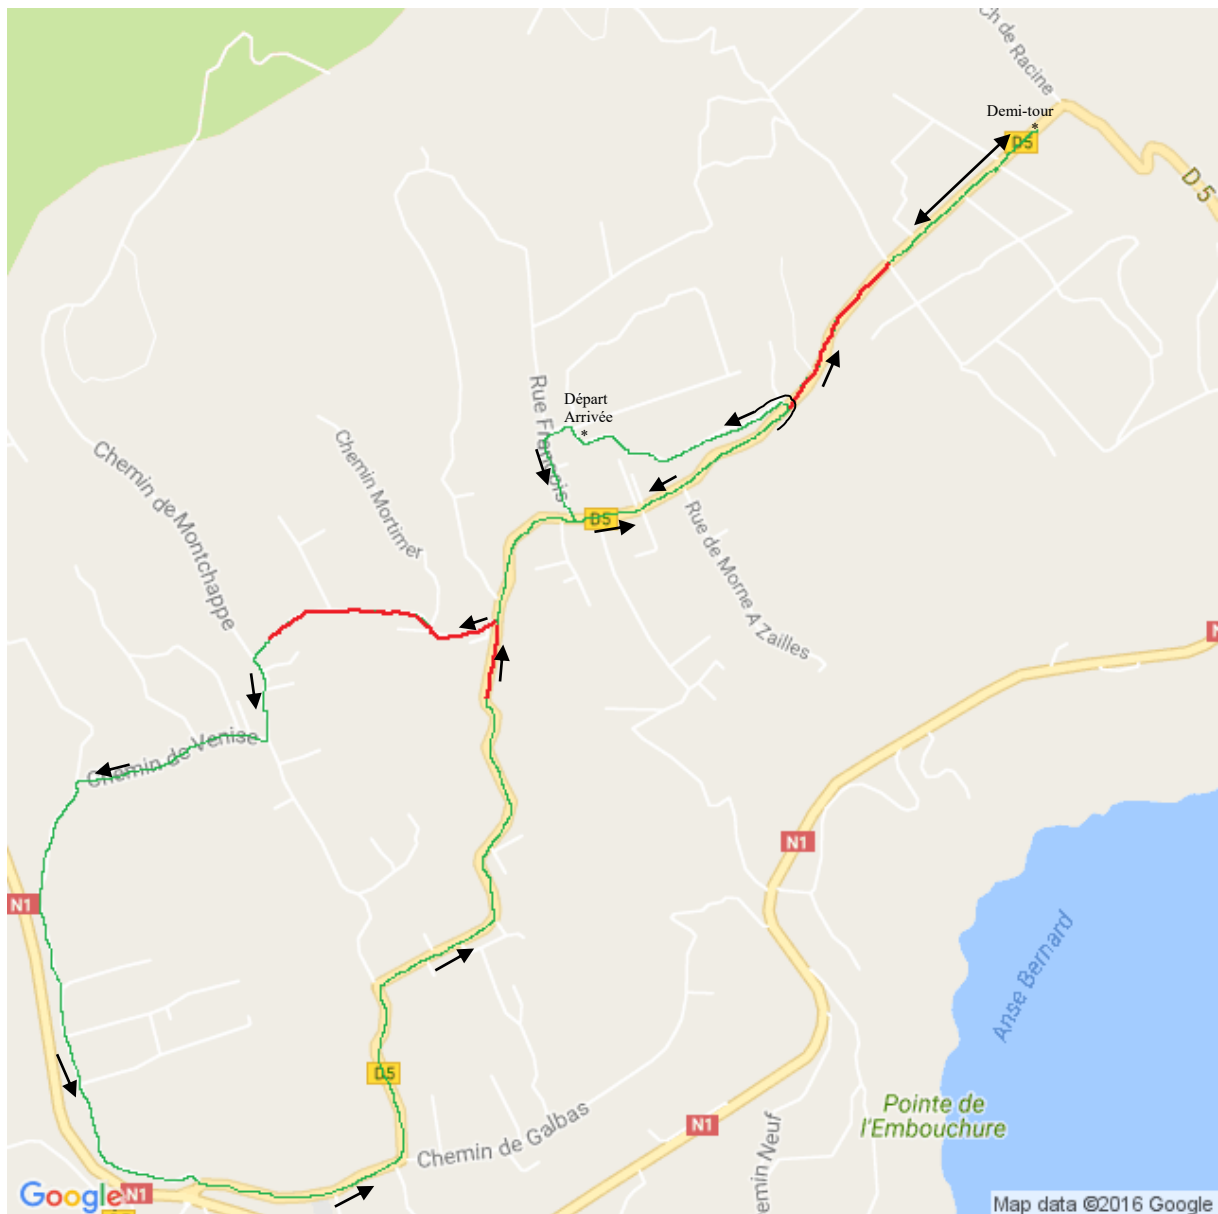 Ch de Racine
Demi-tour
*
D5
D 5
Rue François
Départ
Arrivée
*
Chemin Mortimer
Chemin de Montchappe
D5
Rue de Morne A Zailles
N
Chemin de Venise
N1
N1
Anse Bernard
D5
Pointe de
l'Embouchure
N1
Chemin de Galbas
emin Neuf
Google
N1
Map data ©2016 Google